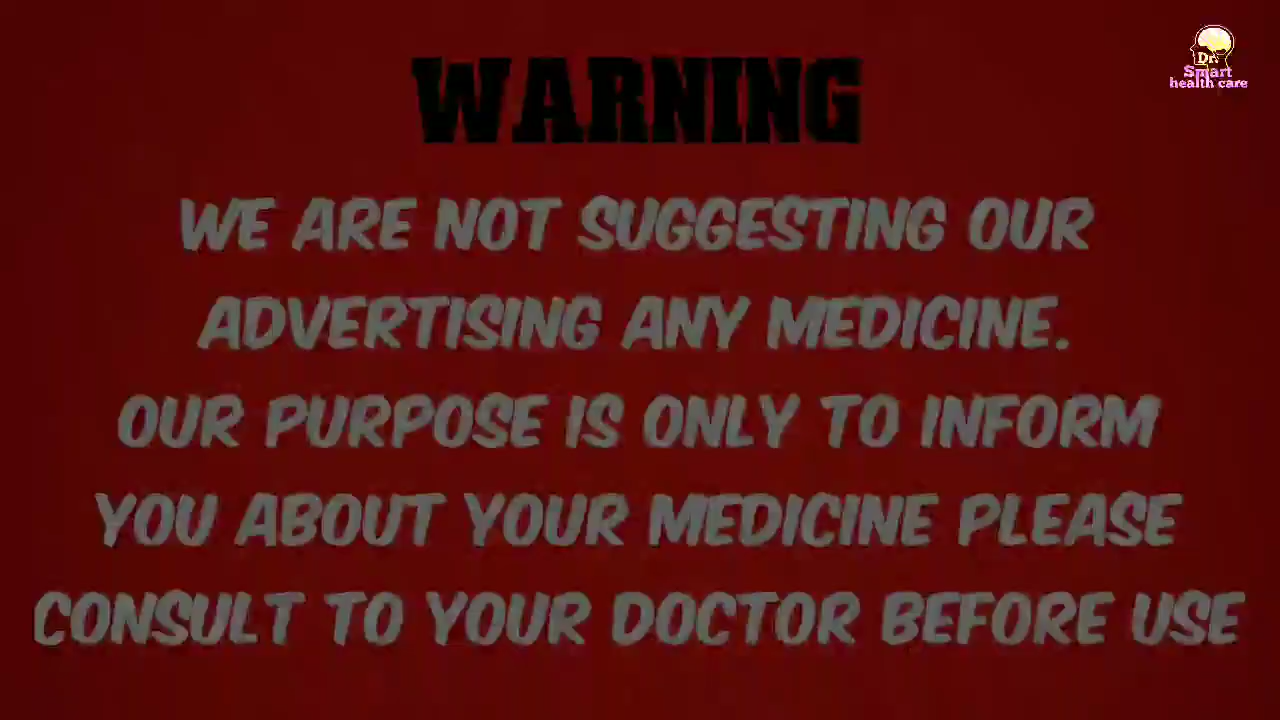 WARNING
Dr.
Smart
health care
WE ARE NOT SUGGESTING OUR
ADVERTISING ANY MEDICINE.
OUR PURPOSE IS ONLY TO INFORM
YOU ABOUT YOUR MEDICINE PLEASE
CONSULT TO YOUR DOCTOR BEFORE USE